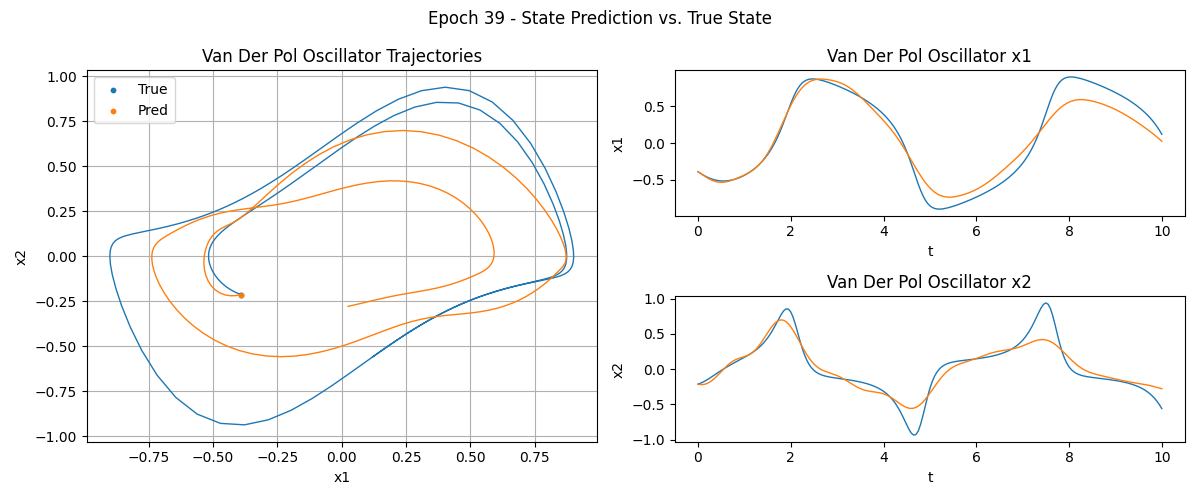 Epoch 39 - State Prediction vs. True State
Van Der Pol Oscillator Trajectories
True
Pred
1.00
0.75
0.50
0.25
0.00
−0.25
−0.50
−0.75
−1.00
x2
−0.75 −0.50 −0.25 0.00 0.25 0.50 0.75
x1
Van Der Pol Oscillator x1
0.5
0.0
−0.5
x1
0 2 4 6 8 10
t
Van Der Pol Oscillator x2
1.0
0.5
0.0
−0.5
−1.0
x2
0 2 4 6 8 10
t